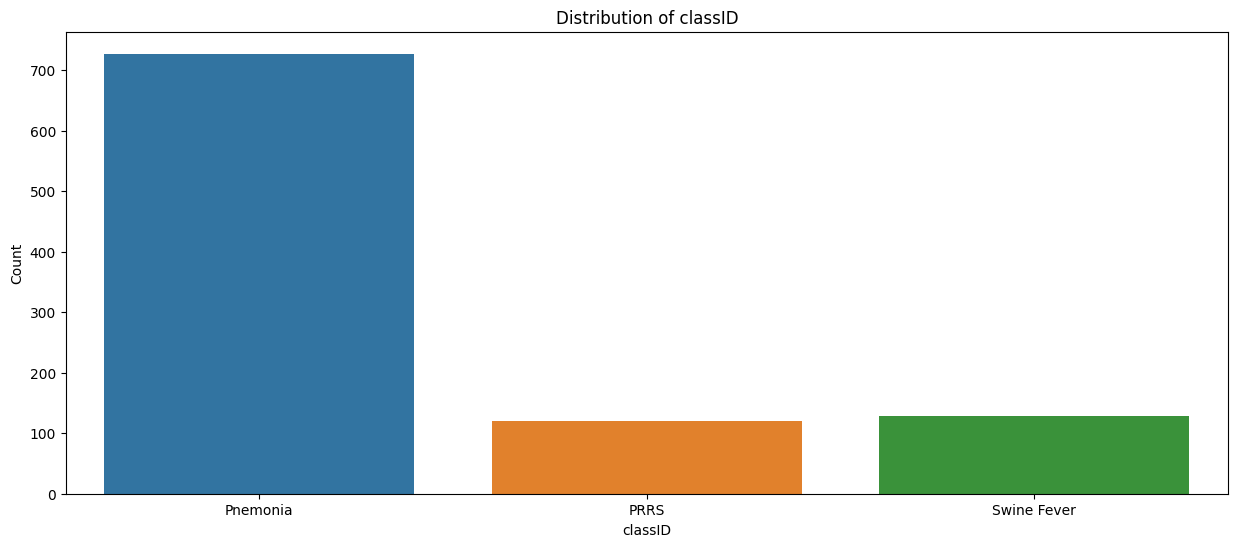 Distribution of classID
700
600
500
400
300
200
100
0
Count
Pnemonia PRRS Swine Fever
classID